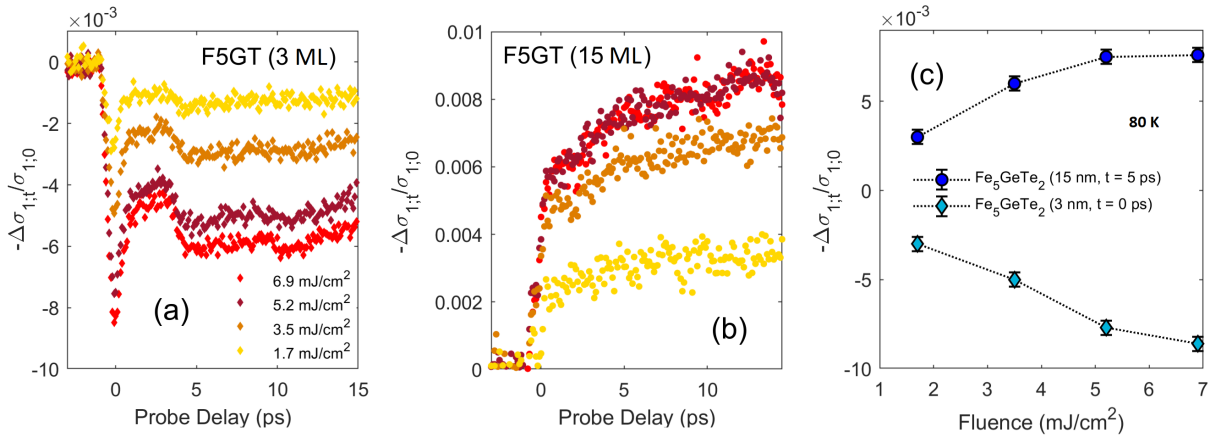 ×10⁻³
0
-2
-4
-6
-8
-10
-Δσ₁;ₜ/σ₁;₀
F5GT (3 ML)
6.9 mJ/cm²
5.2 mJ/cm²
3.5 mJ/cm²
1.7 mJ/cm²
(a)
0
5
10
15
Probe Delay (ps)
0.01
0.008
0.006
0.004
0.002
0
-Δσ₁;ₜ/σ₁;₀
F5GT (15 ML)
(b)
0
5
10
Probe Delay (ps)
×10⁻³
5
0
-5
-10
-Δσ₁;ₜ/σ₁;₀
(c)
80 K
Fe₅GeTe₂ (15 nm, t = 5 ps)
Fe₅GeTe₂ (3 nm, t = 0 ps)
1
2
3
4
5
6
7
Fluence (mJ/cm²)